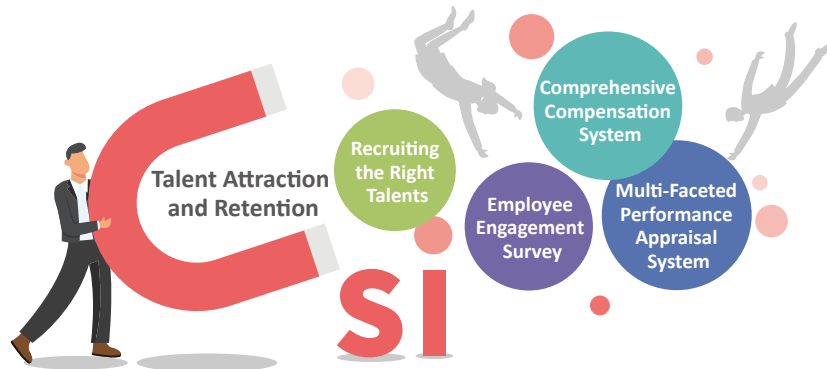 Talent Attraction
and Retention
Recruiting
the Right
Talents
Employee
Engagement
Survey
Comprehensive
Compensation
System
Multi-Faceted
Performance
Appraisal
System
SI